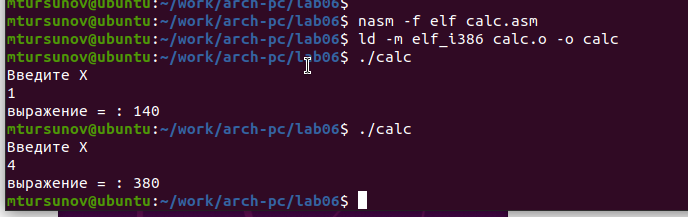 mtursunov@ubuntu:~/work/arch-pc/lab06$
mtursunov@ubuntu:~/work/arch-pc/lab06$ nasm -f elf calc.asm
mtursunov@ubuntu:~/work/arch-pc/lab06$ ld -m elf_i386 calc.o -o calc
mtursunov@ubuntu:~/work/arch-pc/lab06$ ./calc
Введите X
1
выражение = : 140
mtursunov@ubuntu:~/work/arch-pc/lab06$ ./calc
Введите X
4
выражение = : 380
mtursunov@ubuntu:~/work/arch-pc/lab06$